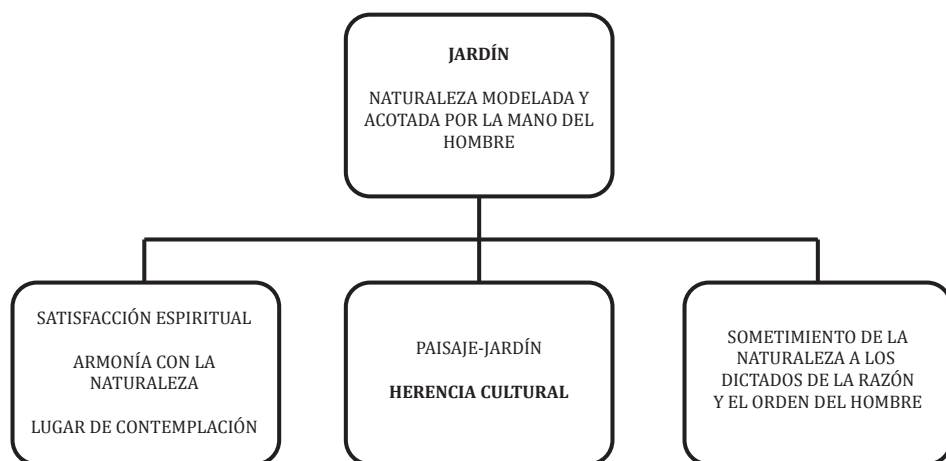 JARDÍN
NATURALEZA MODELADA Y
ACOTADA POR LA MANO DEL
HOMBRE
SATISFACCIÓN ESPIRITUAL
ARMONÍA CON LA
NATURALEZA
LUGAR DE CONTEMPLACIÓN
PAISAJE-JARDÍN
HERENCIA CULTURAL
SOMETIMIENTO DE LA
NATURALEZA A LOS
DICTADOS DE LA RAZÓN
Y EL ORDEN DEL HOMBRE